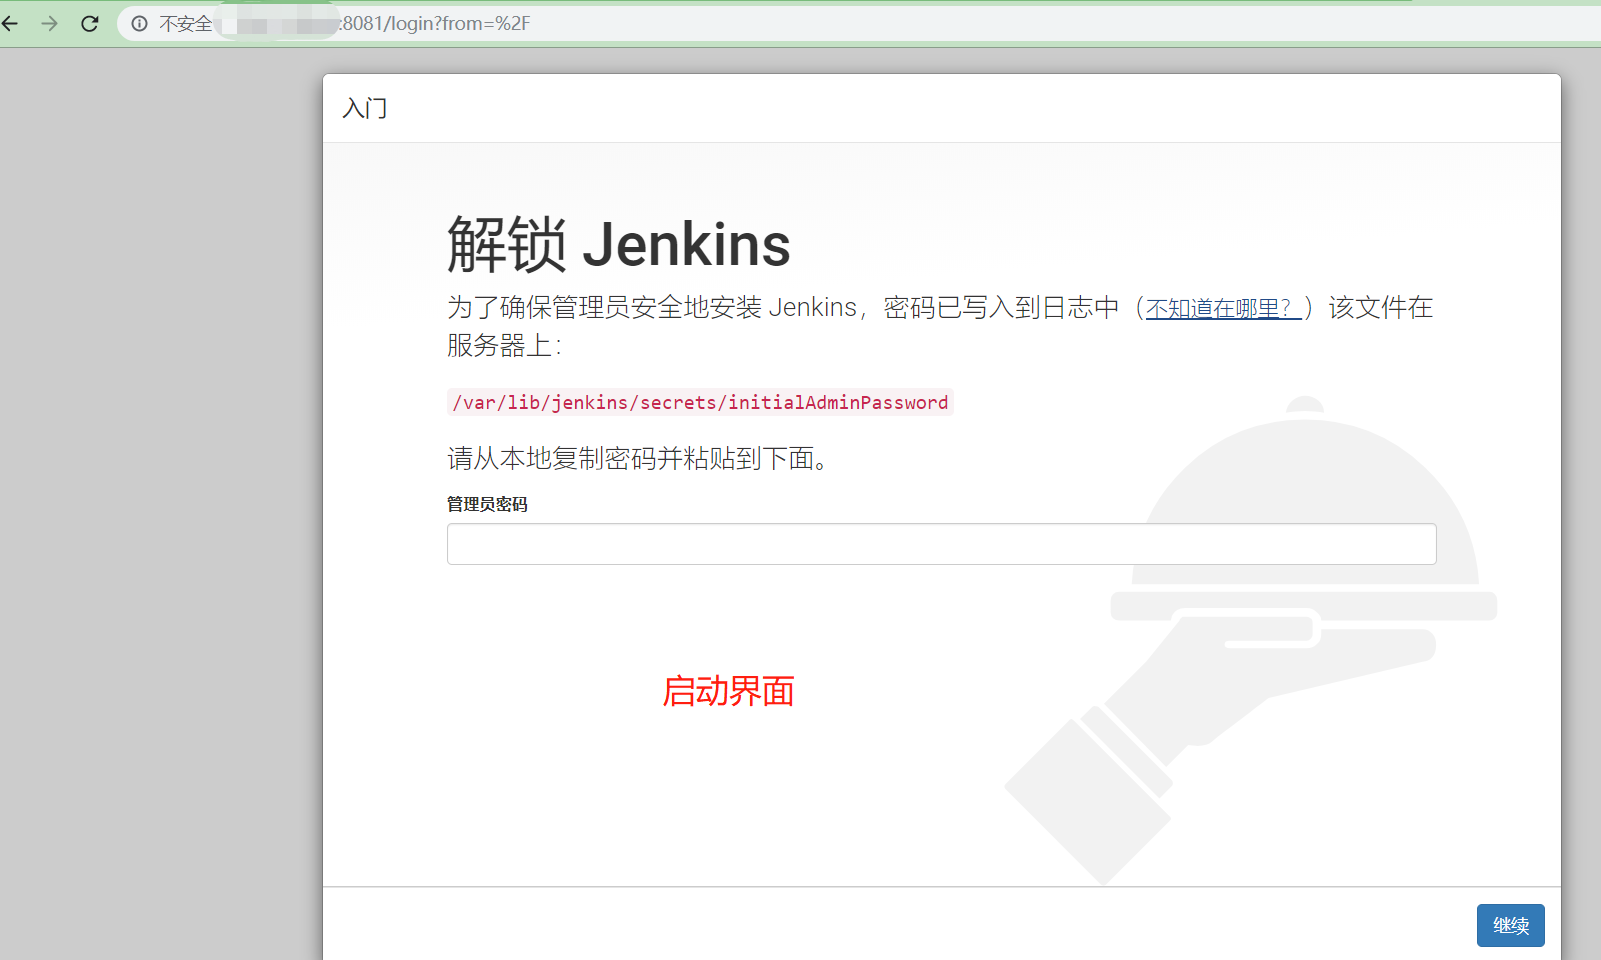 不安全 :8081/login?from=%2F
入门
解锁 Jenkins
为了确保管理员安全地安装 Jenkins，密码已写入到日志中（不知道在哪里？）该文件在
服务器上：
/var/lib/jenkins/secrets/initialAdminPassword
请从本地复制密码并粘贴到下面。
管理员密码
启动界面
继续